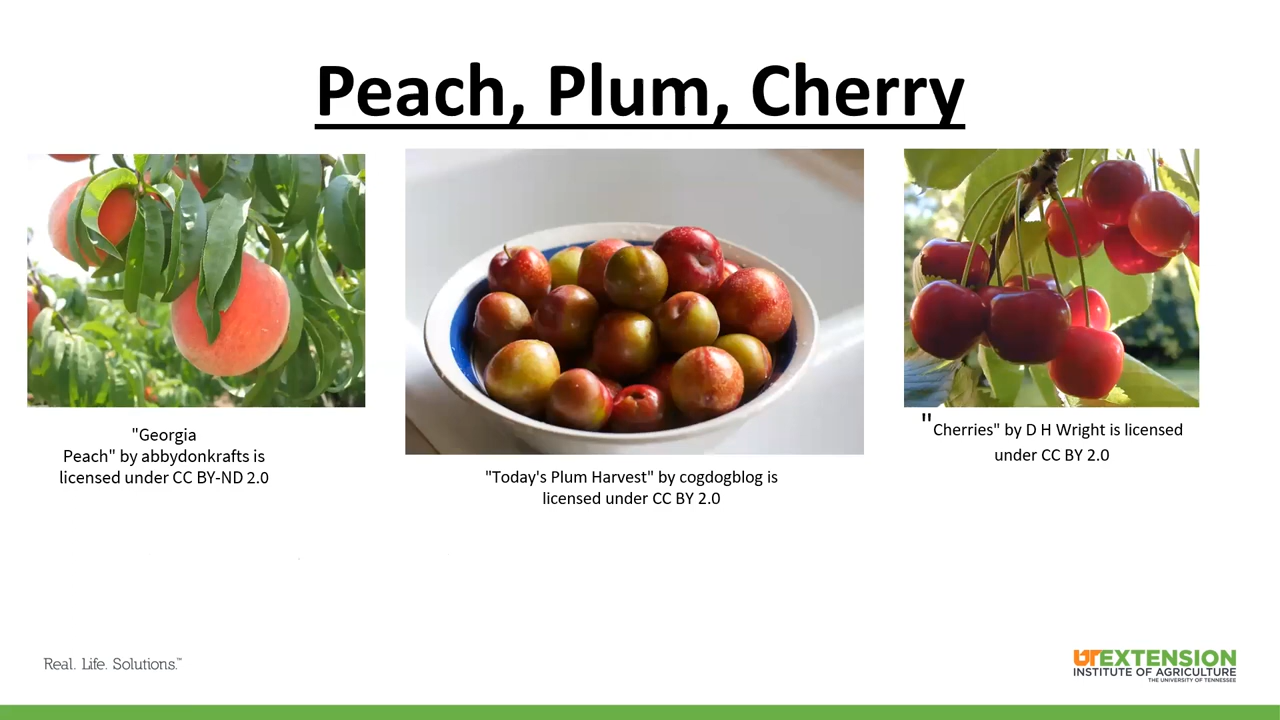 Peach, Plum, Cherry
"Georgia
Peach" by abbydonkrafts is
licensed under CC BY-ND 2.0
"Today's Plum Harvest" by cogdogblog is
licensed under CC BY 2.0
"Cherries" by D H Wright is licensed
under CC BY 2.0
Real. Life. Solutions.™
UT EXTENSION
INSTITUTE OF AGRICULTURE
THE UNIVERSITY OF TENNESSEE